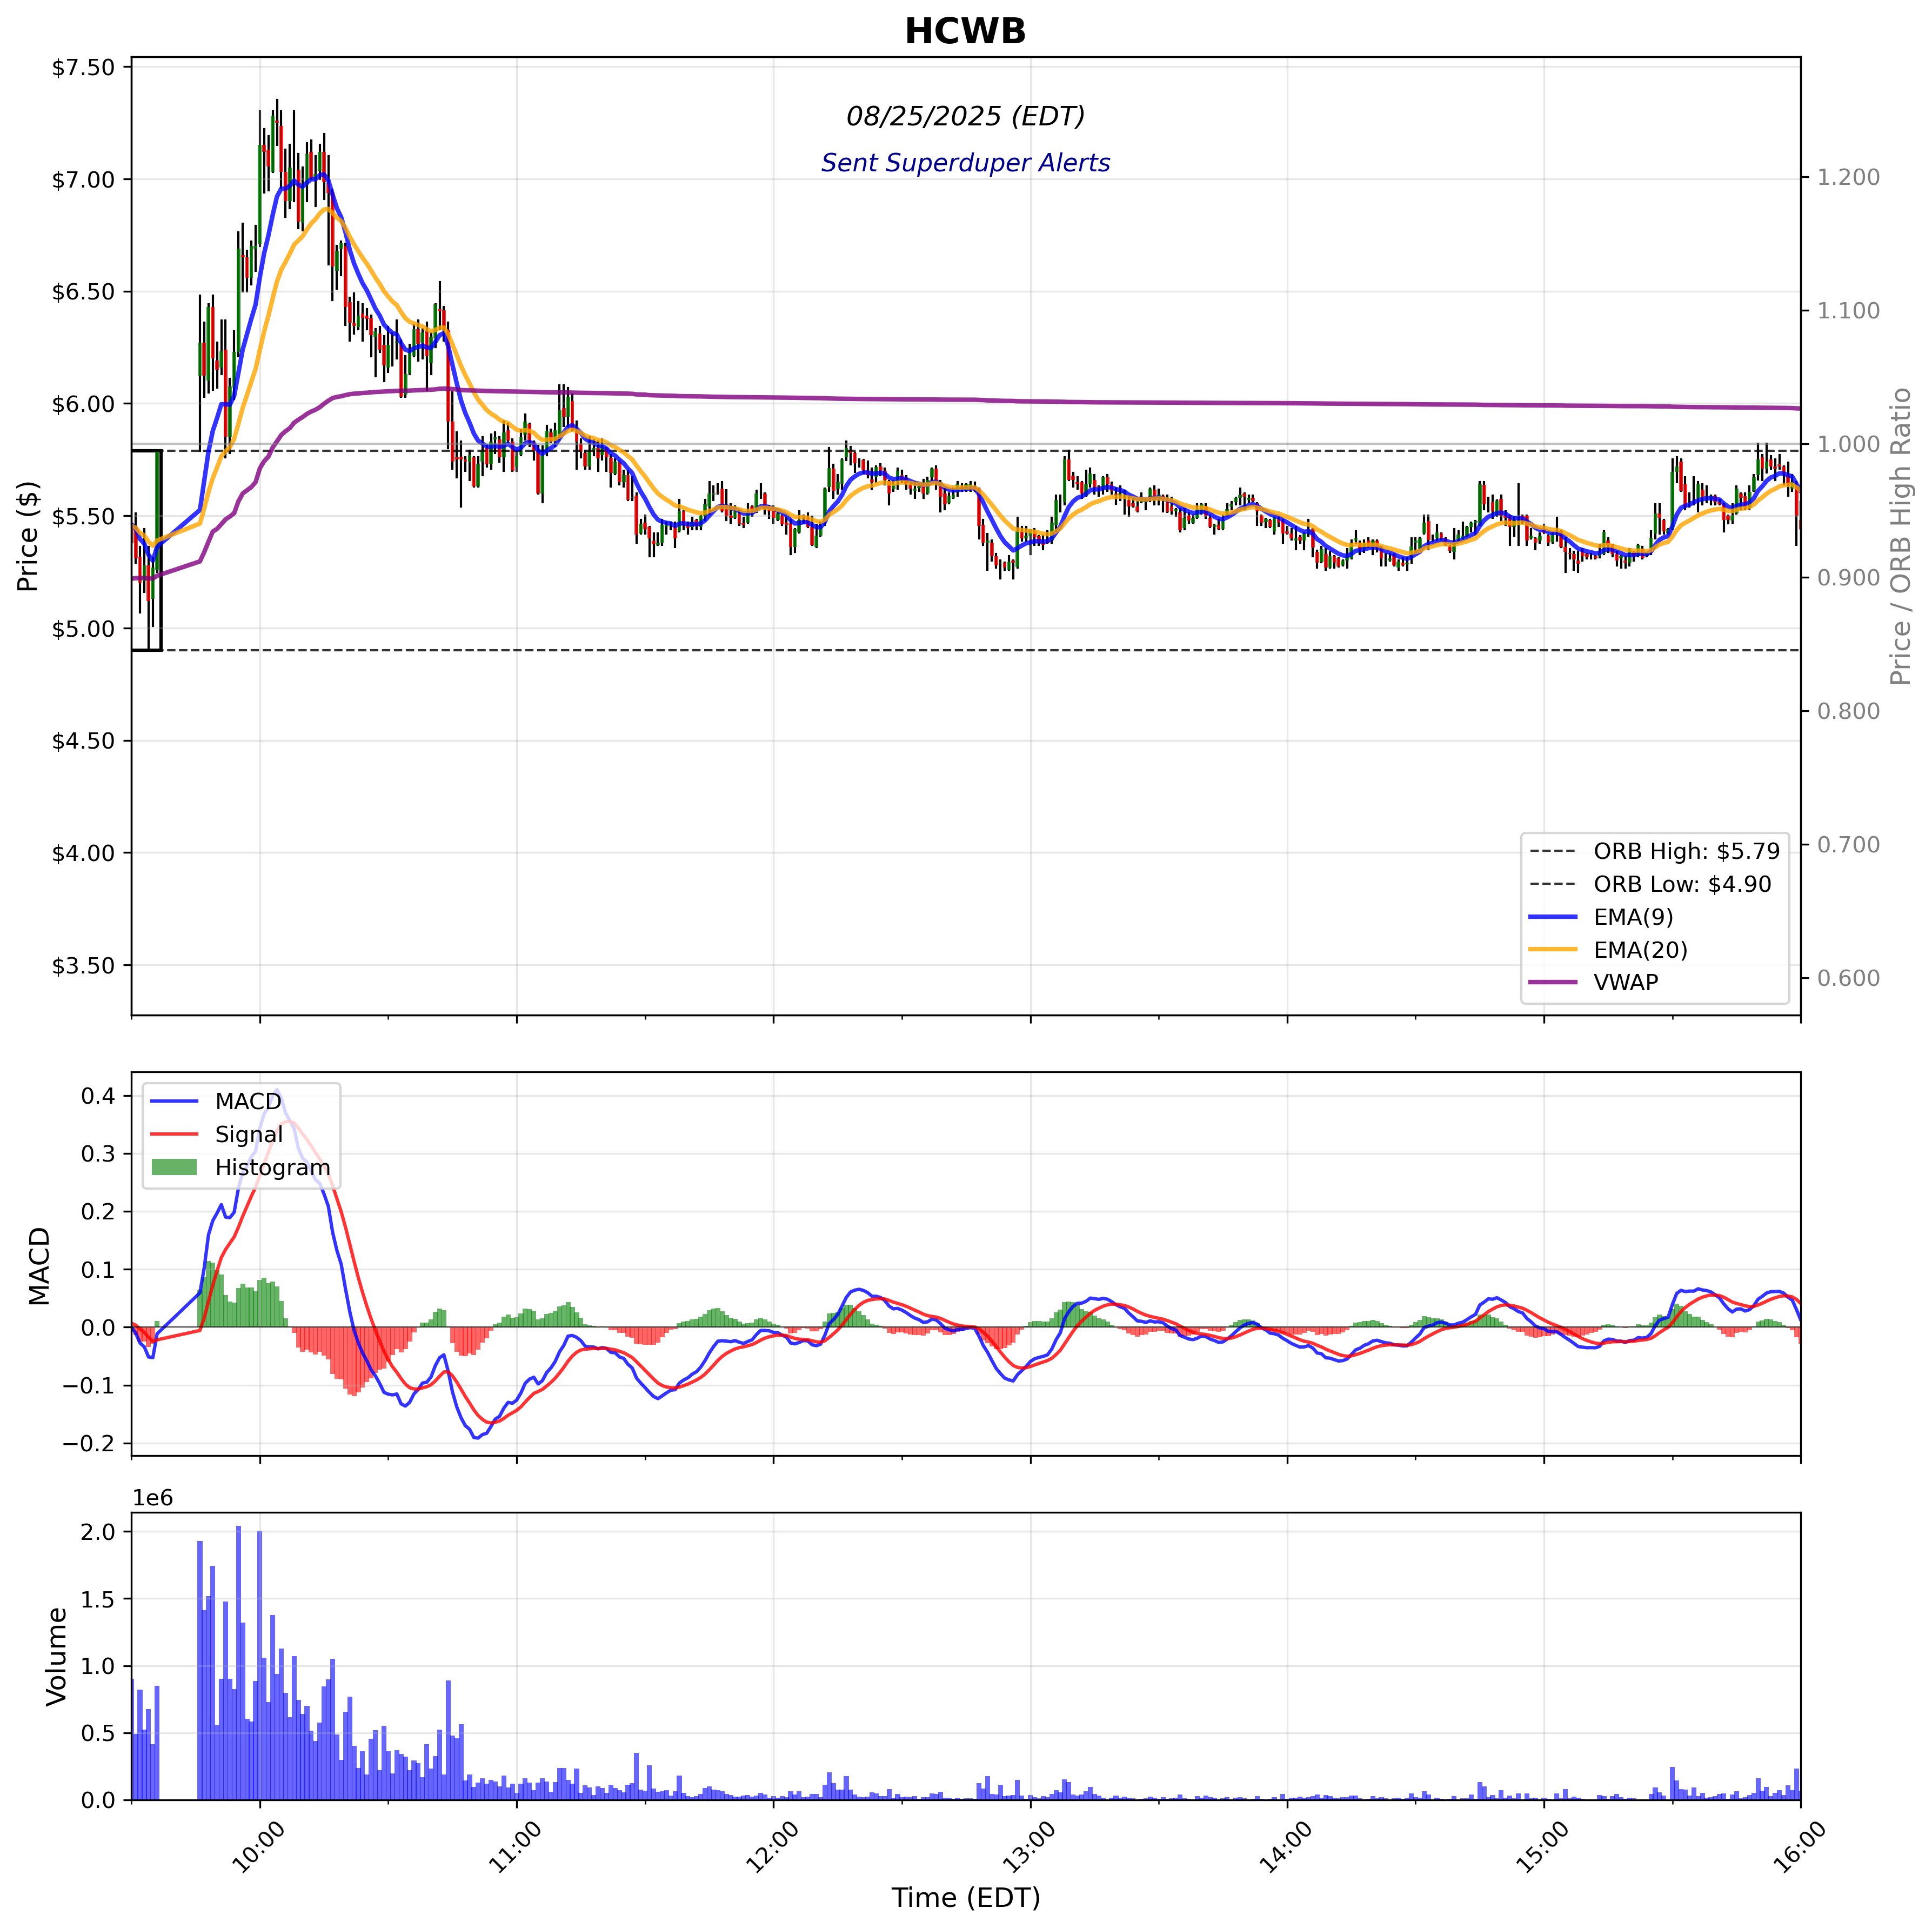 HCWB
08/25/2025 (EDT)
Sent Superduper Alerts
$7.50
$7.00
$6.50
$6.00
$5.50
$5.00
$4.50
$4.00
$3.50
Price ($)
1.200
1.100
1.000
0.900
0.800
0.700
0.600
Price / ORB High Ratio
ORB High: $5.79
ORB Low: $4.90
EMA(9)
EMA(20)
VWAP
0.4
0.3
0.2
0.1
0.0
−0.1
−0.2
MACD
MACD
Signal
Histogram
1e6
2.0
1.5
1.0
0.5
0.0
Volume
10:00
11:00
12:00
13:00
14:00
15:00
16:00
Time (EDT)